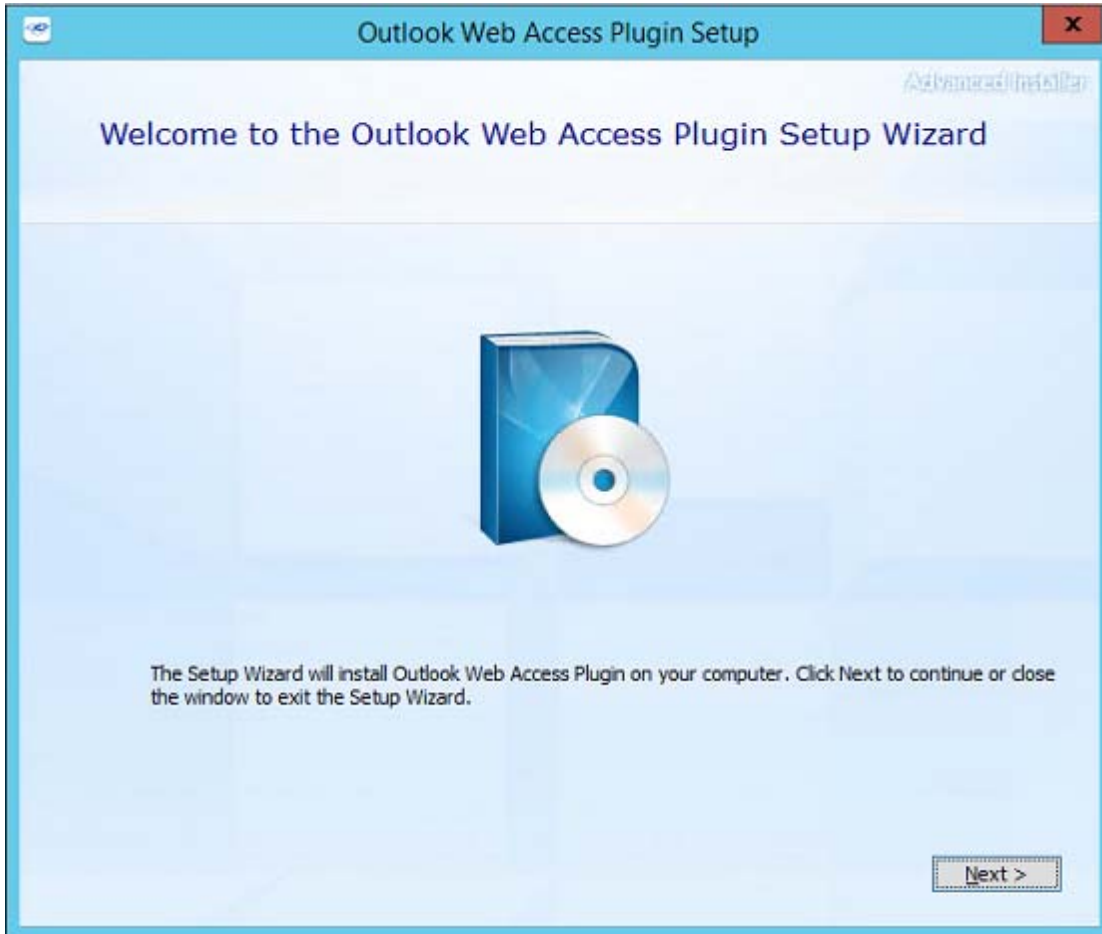 Outlook Web Access Plugin Setup
x
Advanced Installer
Welcome to the Outlook Web Access Plugin Setup Wizard
The Setup Wizard will install Outlook Web Access Plugin on your computer. Click Next to continue or close
the window to exit the Setup Wizard.
Next >